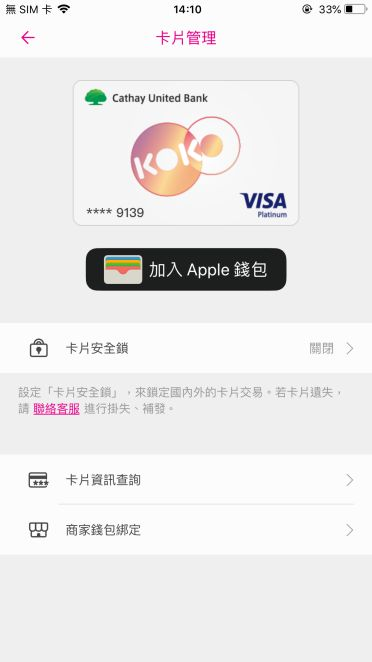 無 SIM 卡 14:10 33%
卡片管理
Cathay United Bank
KOKO
**** 9139
VISA
Platinum
加入 Apple 錢包
卡片安全鎖 關閉
設定「卡片安全鎖」，來鎖定國內外的卡片交易。若卡片遺失，
請 聯絡客服 進行掛失、補發。
卡片資訊查詢
商家錢包綁定